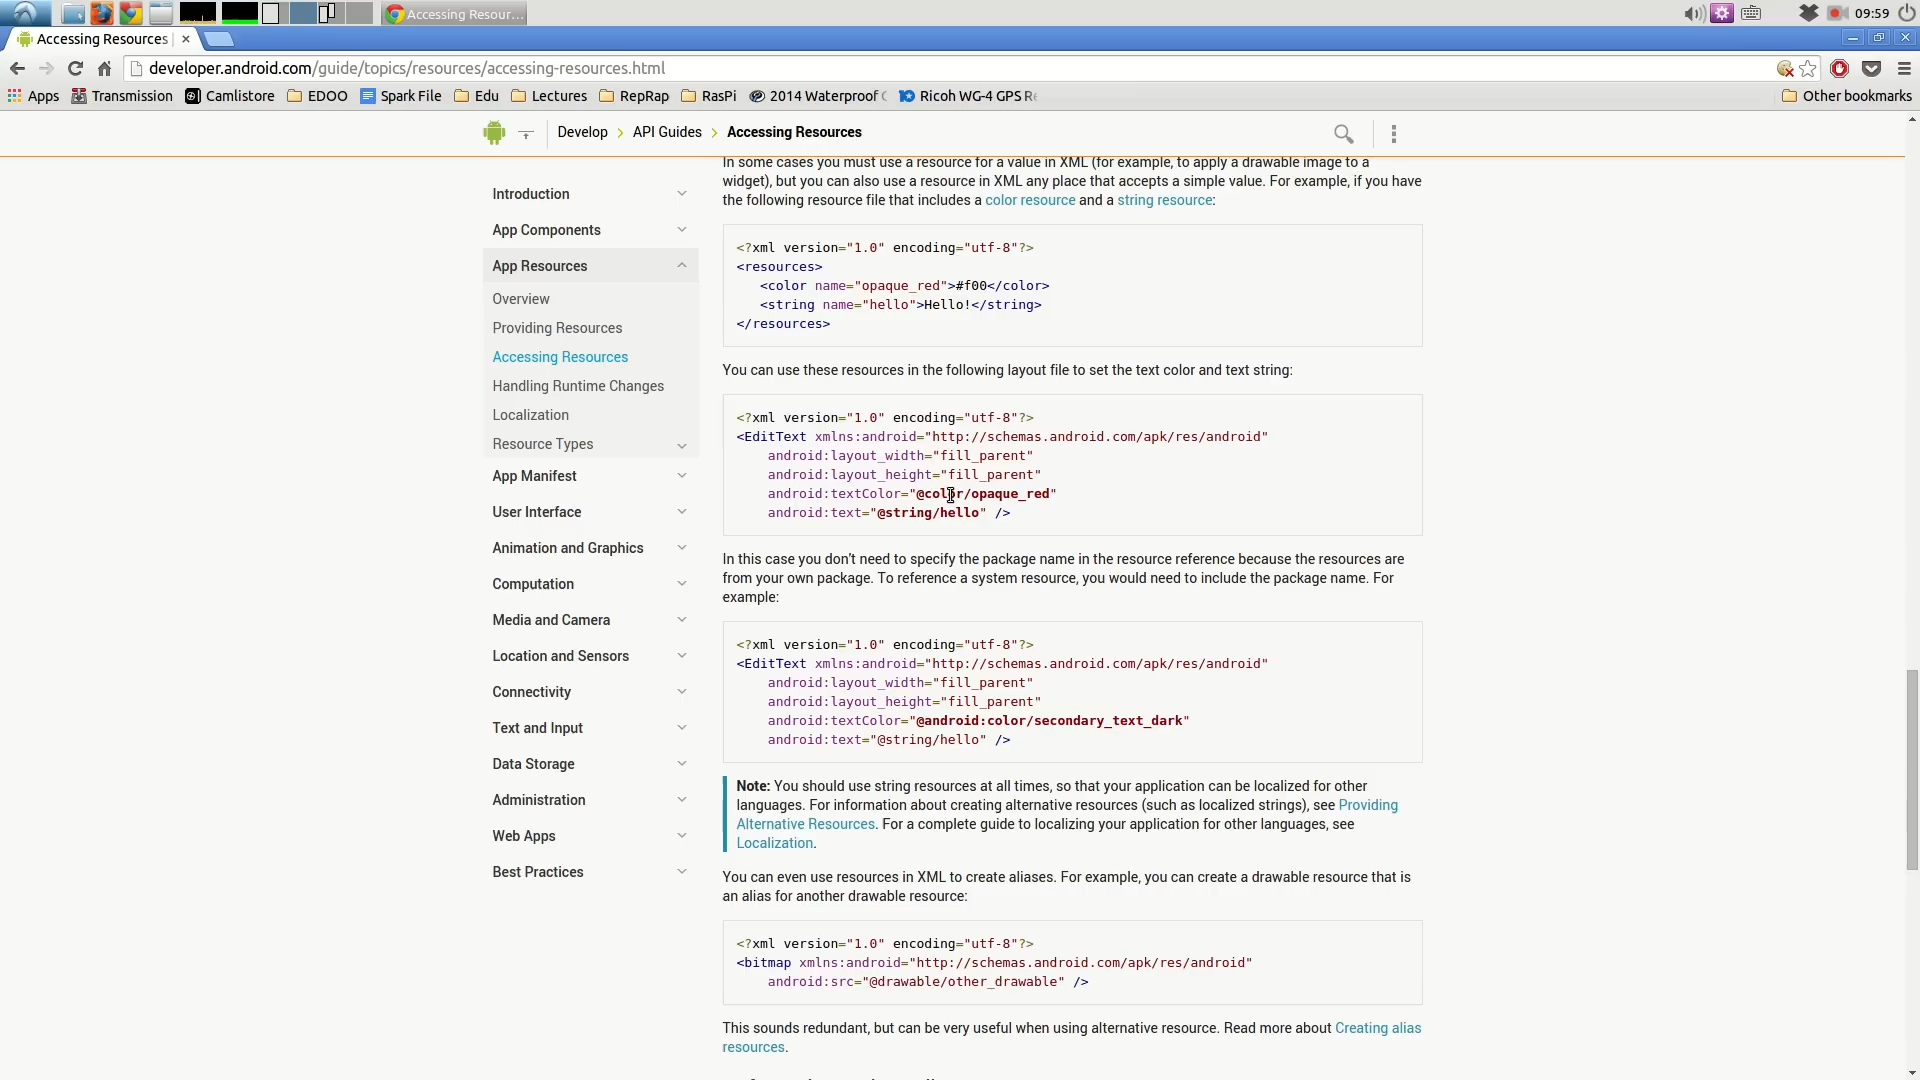 Accessing Resour...
09:59
Accessing Resources
developer.android.com/guide/topics/resources/accessing-resources.html
Apps Transmission Camlistore EDOO Spark File Edu Lectures RepRap RasPi 2014 Waterproof Ricoh WG-4 GPS Other bookmarks
Develop > API Guides > Accessing Resources
Introduction
App Components
App Resources
Overview
Providing Resources
Accessing Resources
Handling Runtime Changes
Localization
Resource Types
App Manifest
User Interface
Animation and Graphics
Computation
Media and Camera
Location and Sensors
Connectivity
Text and Input
Data Storage
Administration
Web Apps
Best Practices
In some cases you must use a resource for a value in XML (for example, to apply a drawable image to a
widget), but you can also use a resource in XML any place that accepts a simple value. For example, if you have
the following resource file that includes a color resource and a string resource:
<?xml version="1.0" encoding="utf-8"?>
<resources>
<color name="opaque_red">#f00</color>
<string name="hello">Hello!</string>
</resources>
You can use these resources in the following layout file to set the text color and text string:
<?xml version="1.0" encoding="utf-8"?>
<EditText xmlns:android="http://schemas.android.com/apk/res/android"
android:layout_width="fill_parent"
android:layout_height="fill_parent"
android:textColor="@color/opaque_red"
android:text="@string/hello" />
In this case you don't need to specify the package name in the resource reference because the resources are
from your own package. To reference a system resource, you would need to include the package name. For
example:
<?xml version="1.0" encoding="utf-8"?>
<EditText xmlns:android="http://schemas.android.com/apk/res/android"
android:layout_width="fill_parent"
android:layout_height="fill_parent"
android:textColor="@android:color/secondary_text_dark"
android:text="@string/hello" />
Note: You should use string resources at all times, so that your application can be localized for other
languages. For information about creating alternative resources (such as localized strings), see Providing
Alternative Resources. For a complete guide to localizing your application for other languages, see
Localization.
You can even use resources in XML to create aliases. For example, you can create a drawable resource that is
an alias for another drawable resource:
<?xml version="1.0" encoding="utf-8"?>
<bitmap xmlns:android="http://schemas.android.com/apk/res/android"
android:src="@drawable/other_drawable" />
This sounds redundant, but can be very useful when using alternative resource. Read more about Creating alias
resources.